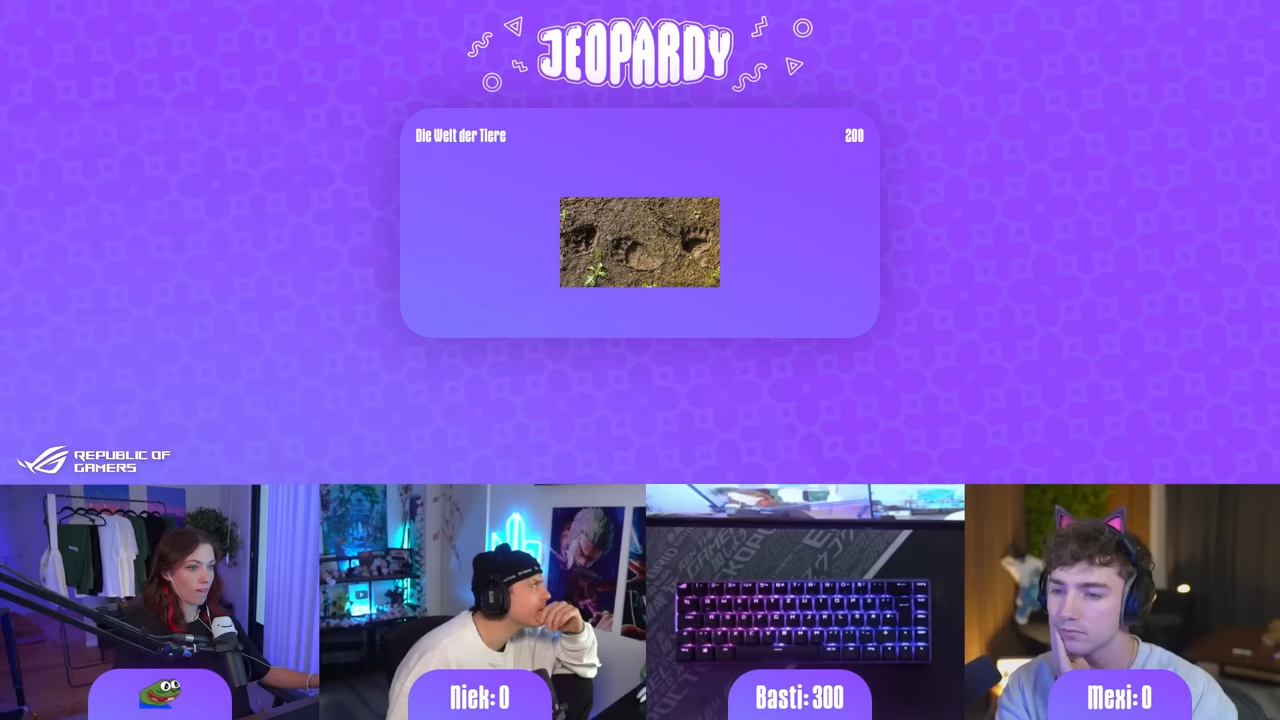 JEOPARDY
Die Welt der Tiere
200
REPUBLIC OF
GAMERS
Niek: 0
Basti: 300
Mexi: 0